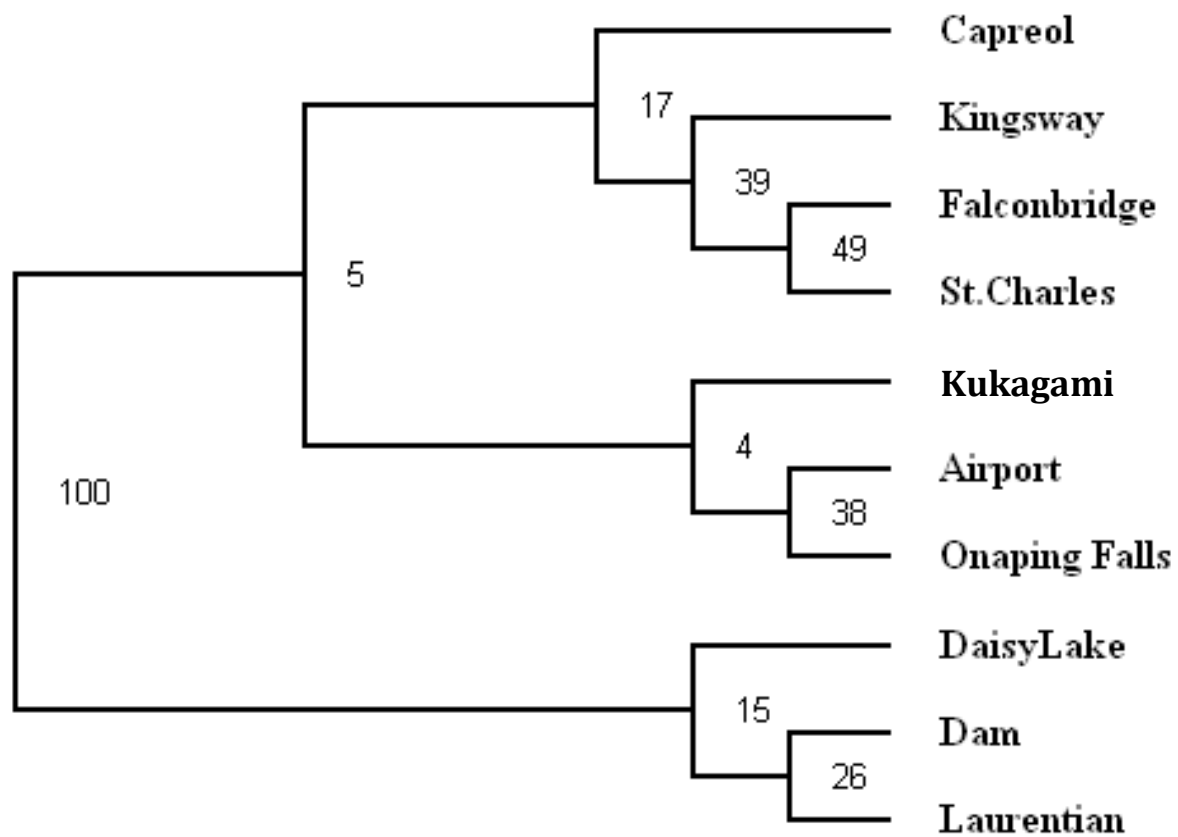 Capreol
17
Kingsway
39
Falconbridge
49
St.Charles
5
Kukagami
4
Airport
100
38
Onaping Falls
DaisyLake
15
Dam
26
Laurentian